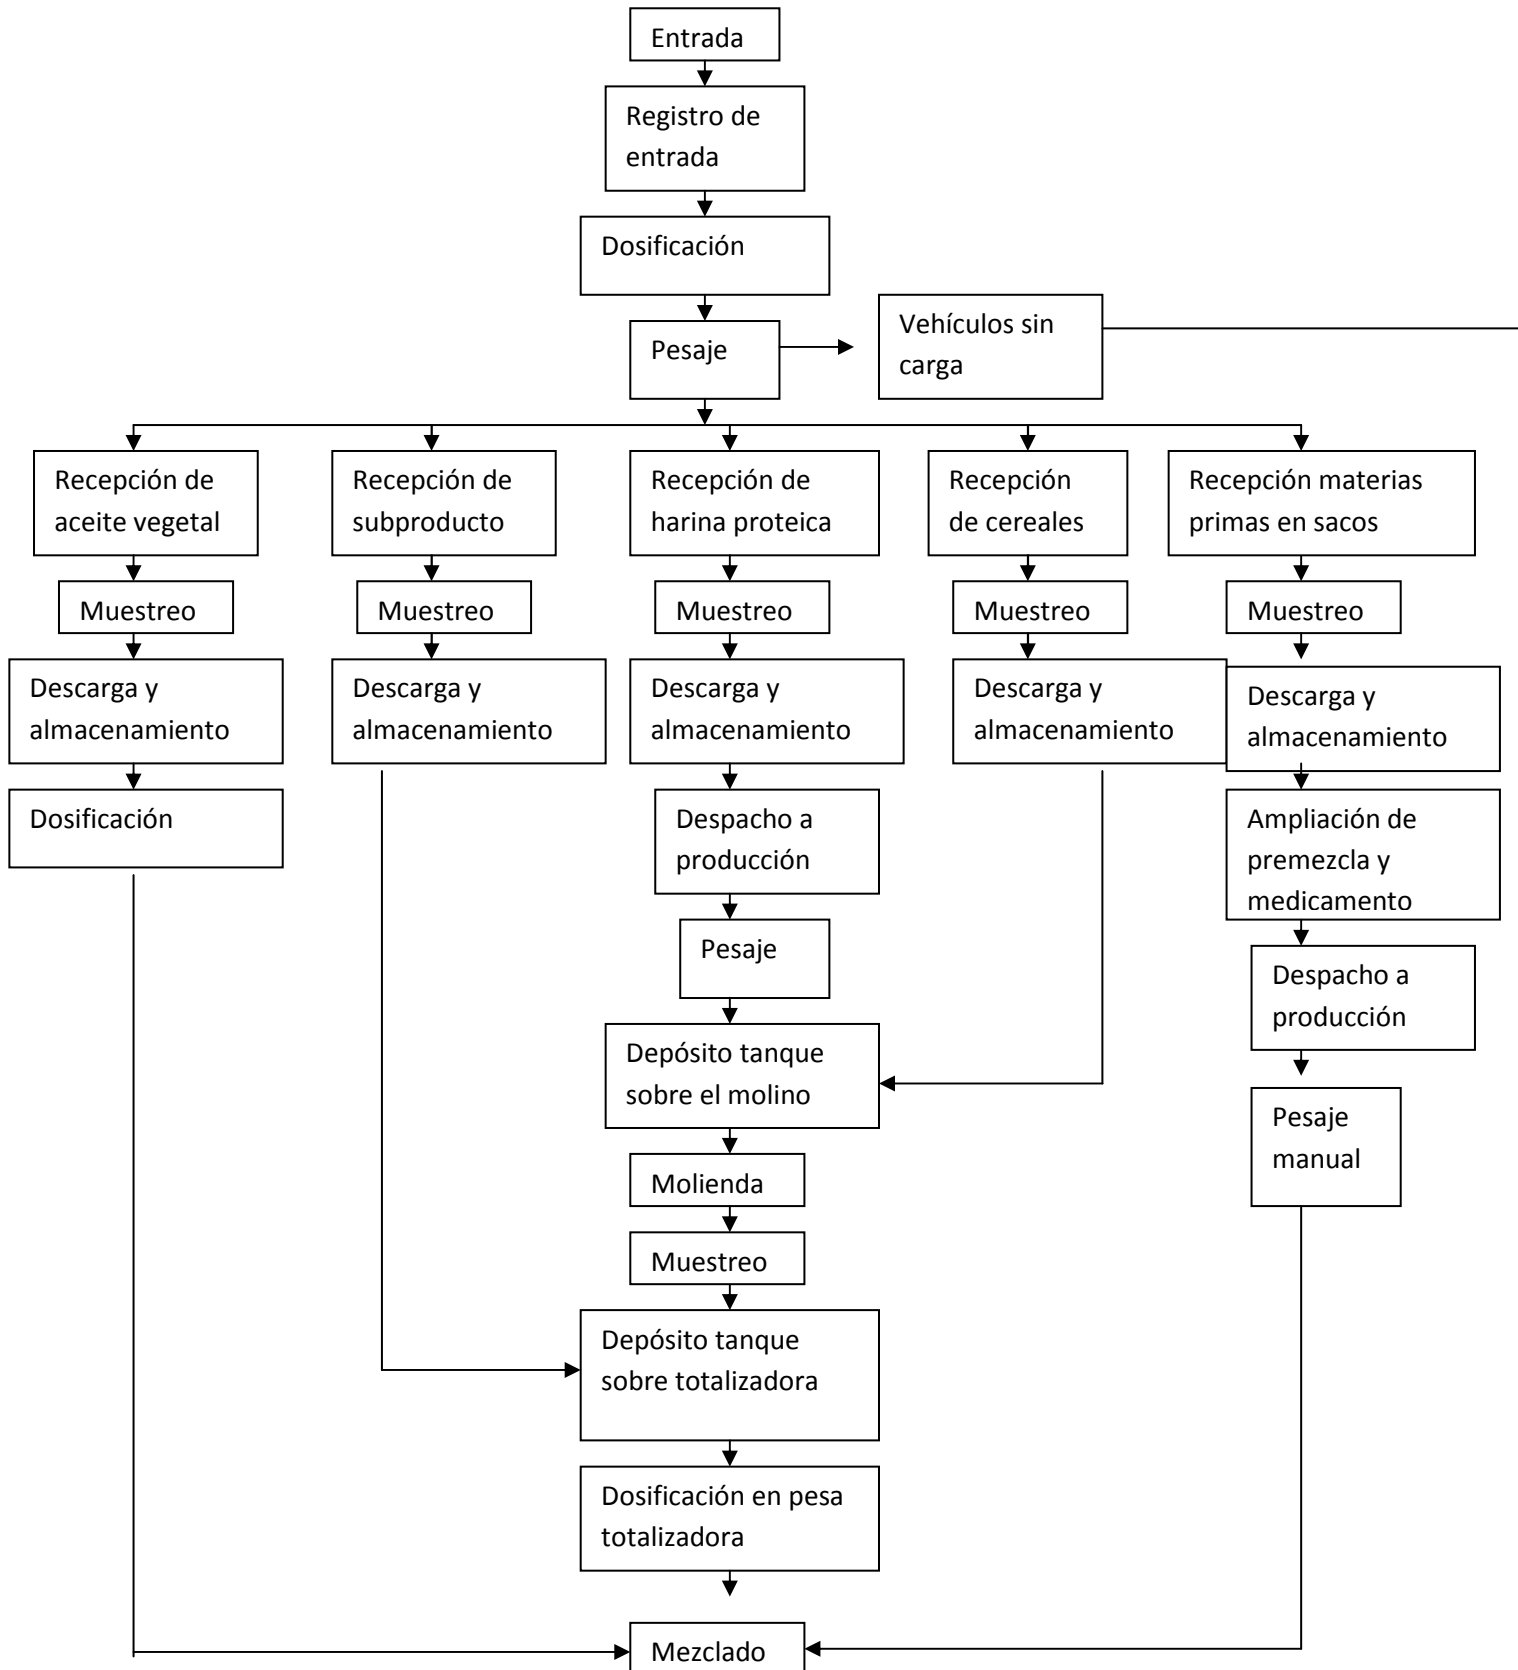 Entrada
Registro de
entrada
Dosificación
Pesaje
Vehículos sin
carga
Recepción de
aceite vegetal
Recepción de
subproducto
Recepción de
harina proteica
Recepción
de cereales
Recepción materias
primas en sacos
Muestreo
Muestreo
Muestreo
Muestreo
Muestreo
Descarga y
almacenamiento
Descarga y
almacenamiento
Descarga y
almacenamiento
Descarga y
almacenamiento
Descarga y
almacenamiento
Dosificación
Despacho a
producción
Ampliación de
premezcla y
medicamento
Pesaje
Despacho a
producción
Depósito tanque
sobre el molino
Pesaje
manual
Molienda
Muestreo
Depósito tanque
sobre totalizadora
Dosificación en pesa
totalizadora
Mezclado